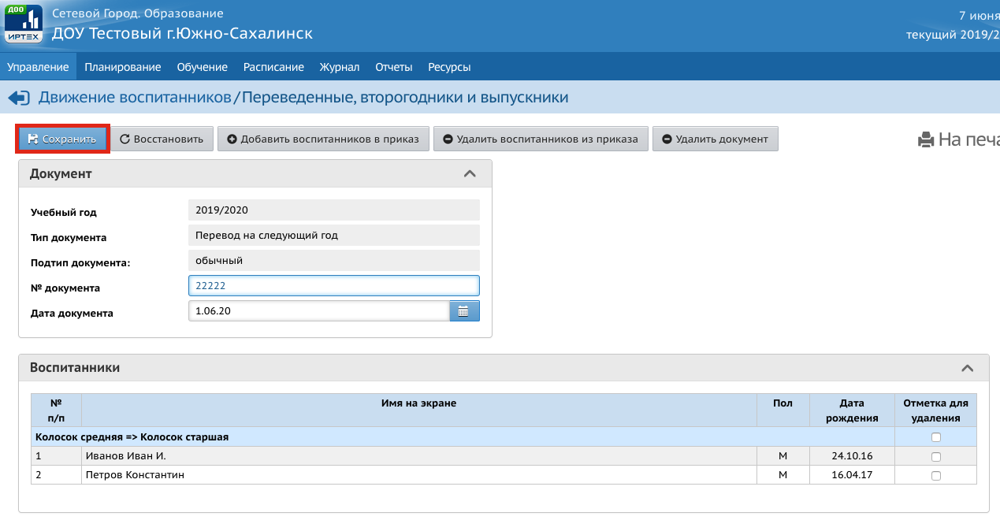 ДОО
ИРТЕХ
Сетевой Город. Образование
ДОУ Тестовый г.Южно-Сахалинск
7 июня
текущий 2019/2
Управление Планирование Обучение Расписание Журнал Отчеты Ресурсы
Движение воспитанников/Переведенные, второгодники и выпускники
Сохранить Восстановить Добавить воспитанников в приказ Удалить воспитанников из приказа Удалить документ
На печа
Документ
Учебный год 2019/2020
Тип документа Перевод на следующий год
Подтип документа: обычный
№ документа 22222
Дата документа 1.06.20
Воспитанники
№ п/п Имя на экране Пол Дата рождения Отметка для удаления
Колосок средняя => Колосок старшая
1 Иванов Иван И. М 24.10.16
2 Петров Константин М 16.04.17